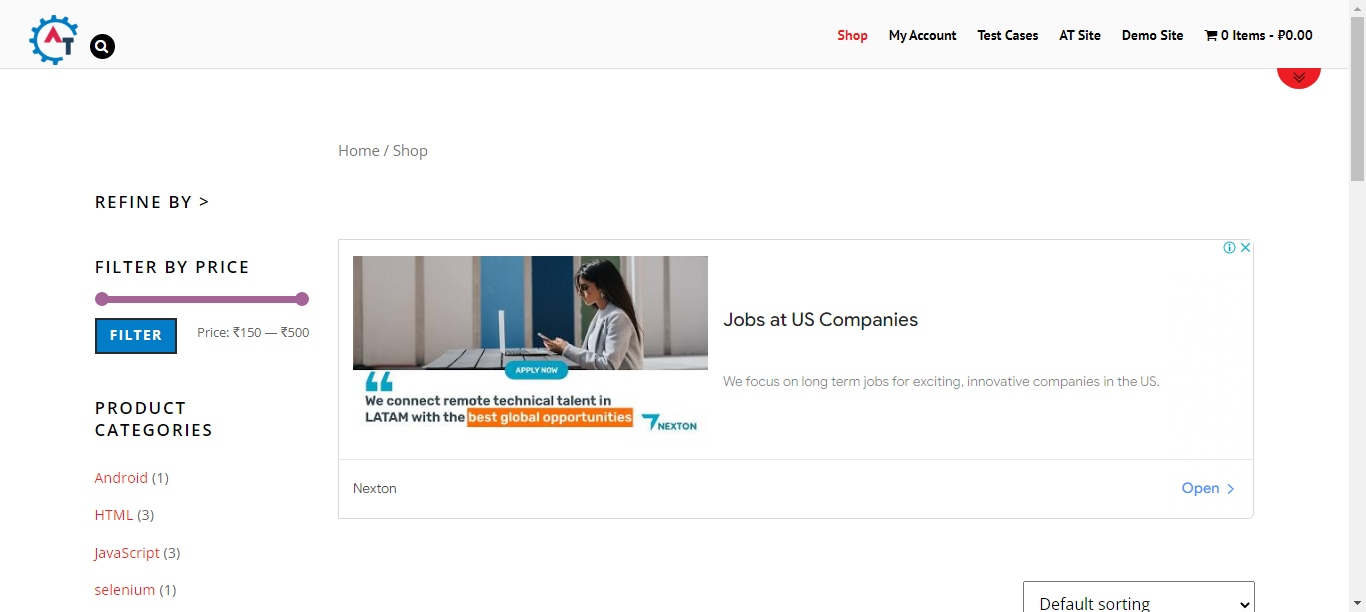 AT
Shop
My Account
Test Cases
AT Site
Demo Site
0 Items - ₽0.00
Home / Shop
REFINE BY >
FILTER BY PRICE
FILTER
Price: ₹150 — ₹500
PRODUCT
CATEGORIES
Android (1)
HTML (3)
JavaScript (3)
selenium (1)
APPLY NOW
We connect remote technical talent in
LATAM with the best global opportunities
NEXTON
Jobs at US Companies
We focus on long term jobs for exciting, innovative companies in the US.
Nexton
Open >
Default sorting